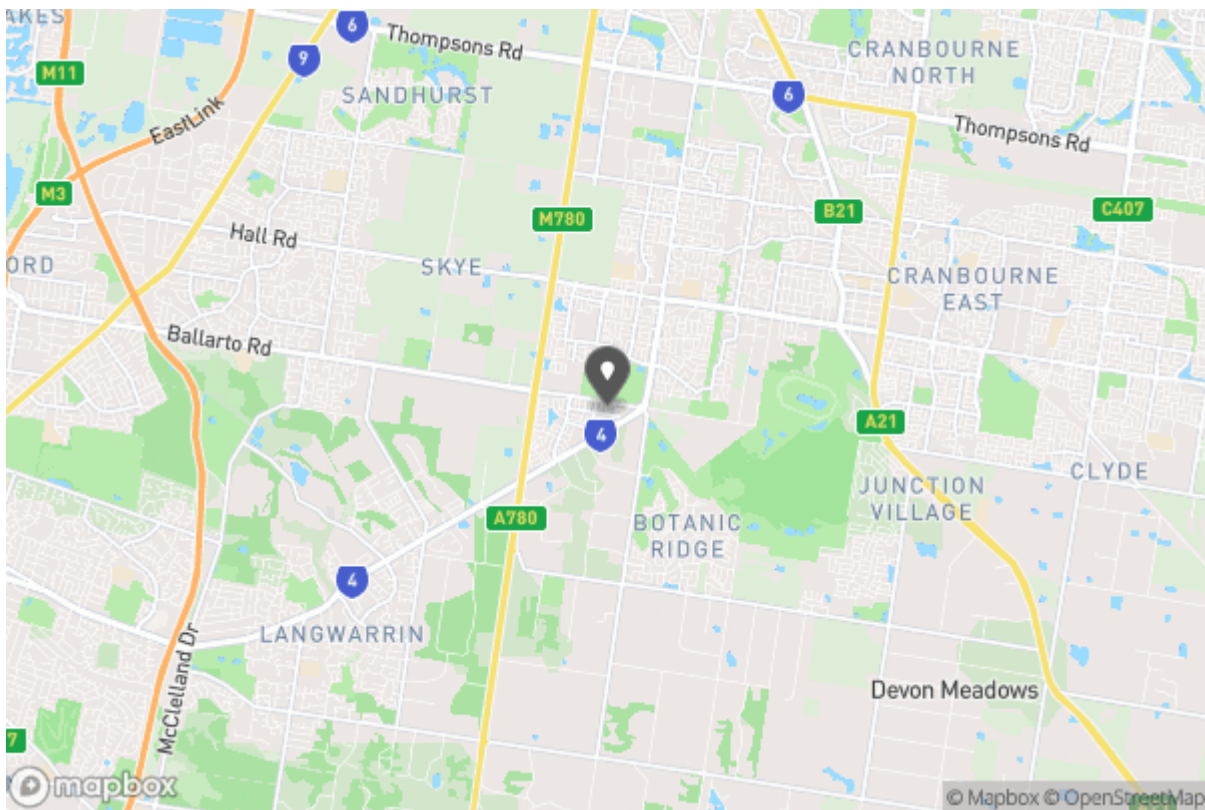 AKES
6
Thompsons Rd
CRANBOURNE
NORTH
M11
9
SANDHURST
6
EastLink
Thompsons Rd
M3
M780
B21
C407
Hall Rd
ORD
SKYE
CRANBOURNE
EAST
Ballarto Rd
4
A21
CLYDE
JUNCTION
VILLAGE
A780
BOTANIC
RIDGE
4
LANGWARRIN
McClelland Dr
Devon Meadows
7
mapbox
© Mapbox © OpenStreetMap